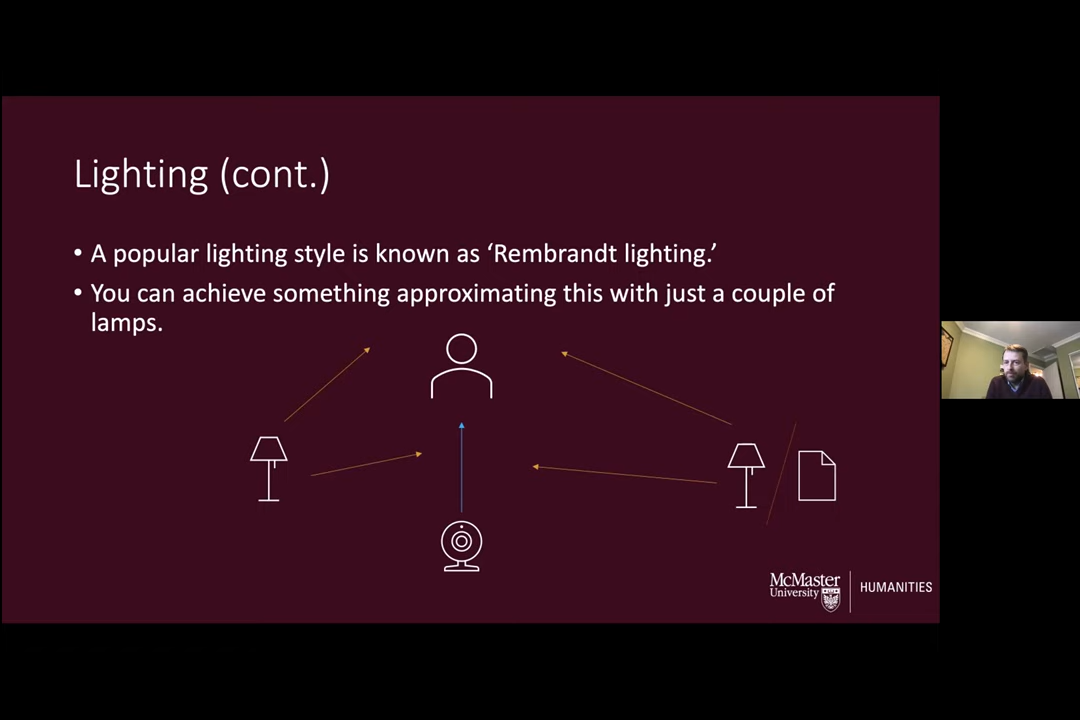 Lighting (cont.)
• A popular lighting style is known as ‘Rembrandt lighting.’
• You can achieve something approximating this with just a couple of
lamps.
McMaster
University
HUMANITIES